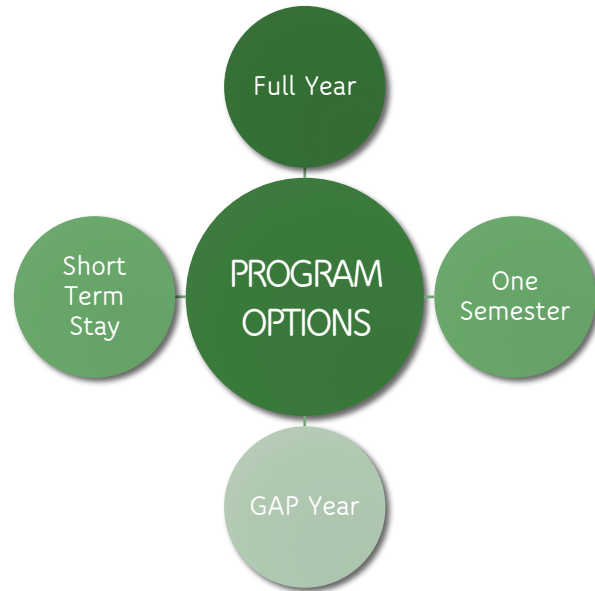 Full Year
PROGRAM
OPTIONS
Short
Term
Stay
One
Semester
GAP Year